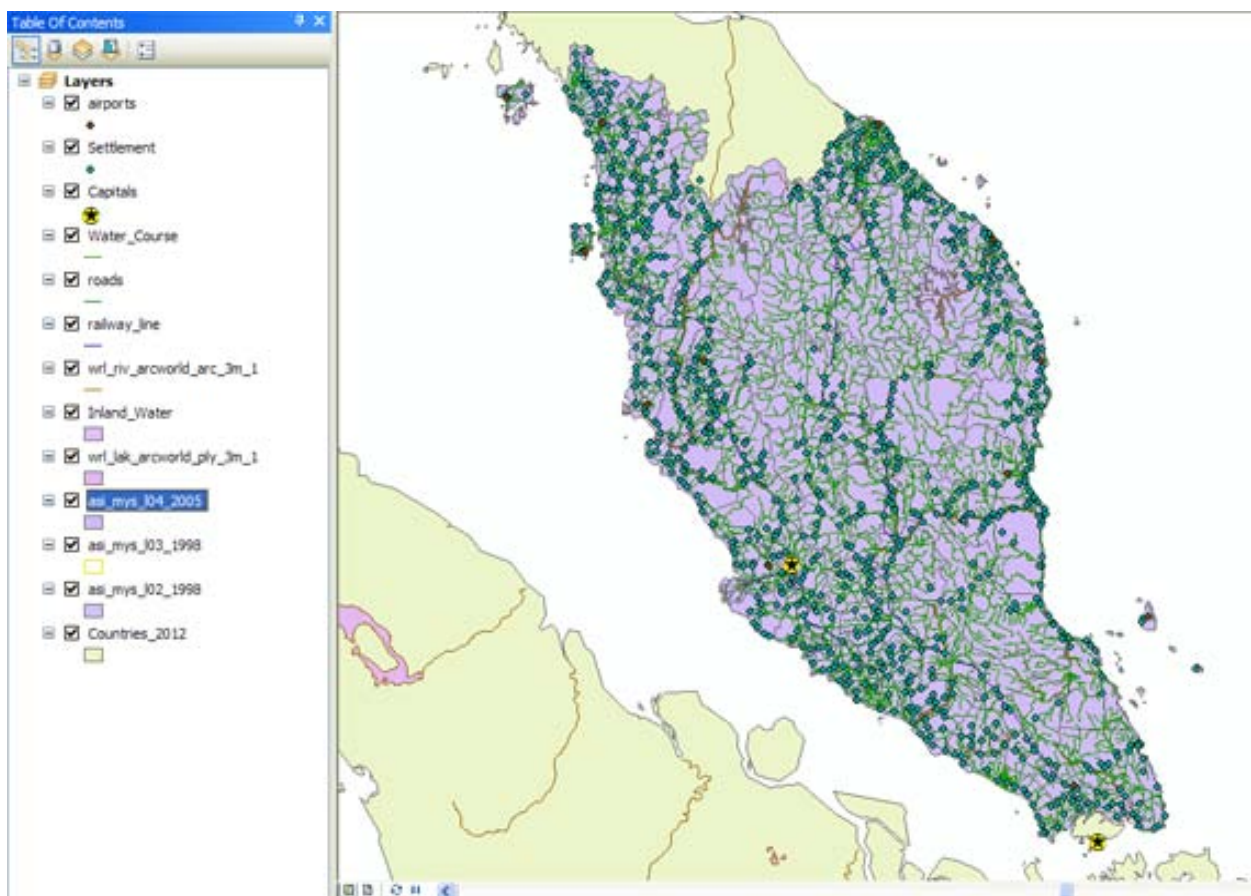 Table Of Contents
Layers
airports
Settlement
Capitals
Water_Course
roads
railway_line
wrl_riv_arcworld_arc_3m_1
Inland_Water
wrl_lak_arcworld_ply_3m_1
asi_mys_l04_2005
asi_mys_l03_1998
asi_mys_l02_1998
Countries_2012